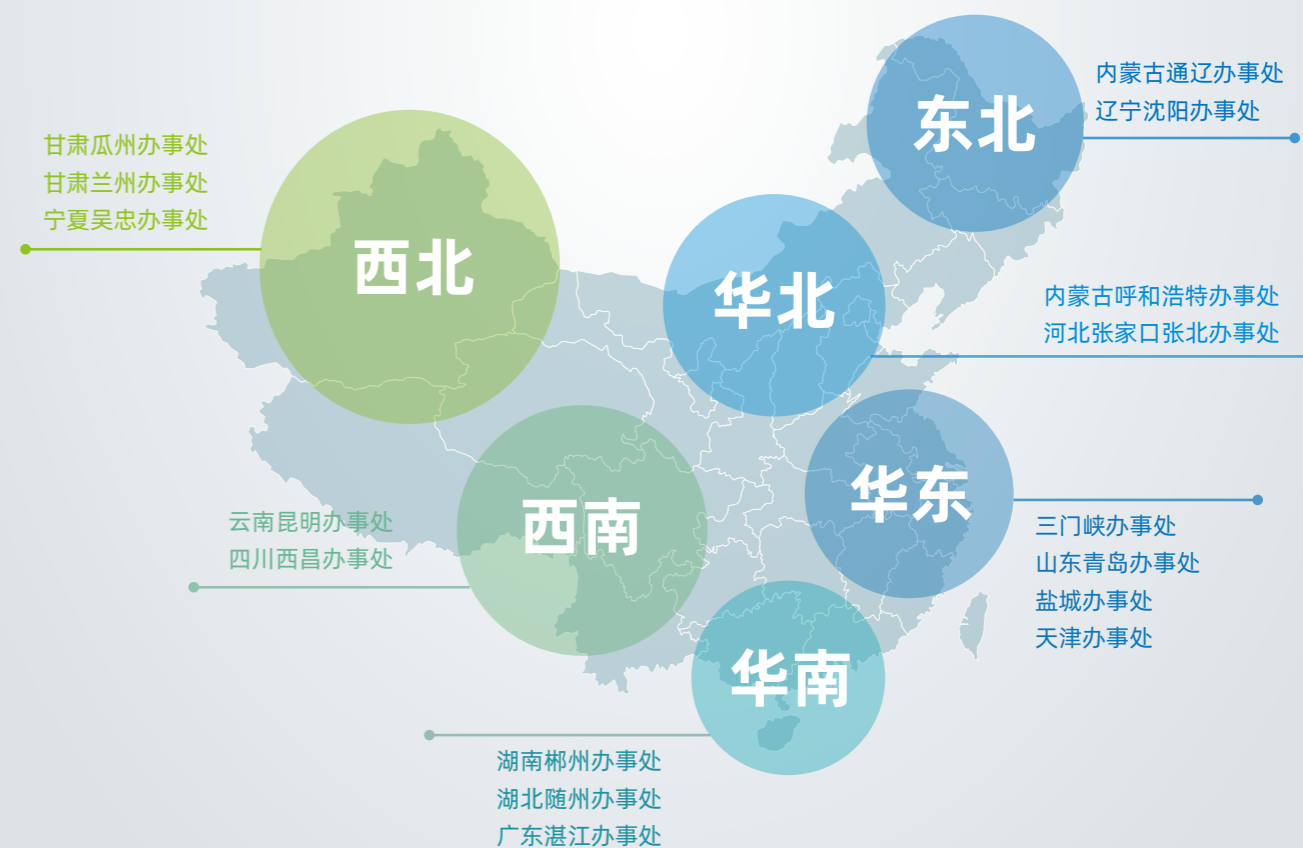 东北
内蒙古通辽办事处
辽宁沈阳办事处
西北
甘肃瓜州办事处
甘肃兰州办事处
宁夏吴忠办事处
华北
内蒙古呼和浩特办事处
河北张家口张北办事处
华东
三门峡办事处
山东青岛办事处
盐城办事处
天津办事处
西南
云南昆明办事处
四川西昌办事处
华南
湖南郴州办事处
湖北随州办事处
广东湛江办事处